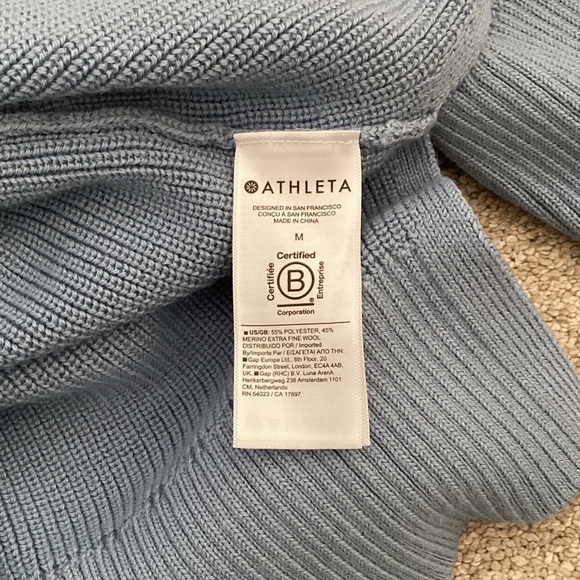 ATHLETA
DESIGNED IN SAN FRANCISCO
CONÇU À SAN FRANCISCO
MADE IN CHINA
M
Certified
Certifiée
B
Entreprise
®
Corporation
US/GB: 55% POLYESTER, 45%
MERINO EXTRA FINE WOOL
DISTRIBUIDO POR / Imported
By/Importe Par / ΕΙΣΑΓΕΤΑΙ ΑΠΟ ΤΗΝ:
Gap Europe Ltd., 8th Floor, 20
Farringdon Street, London, EC4A 4AB,
UK. Gap (RHC) B.V. Luna ArenA
Herikerbergweg 238 Amsterdam 1101
CM, Netherlands
RN 54023 / CA 17897